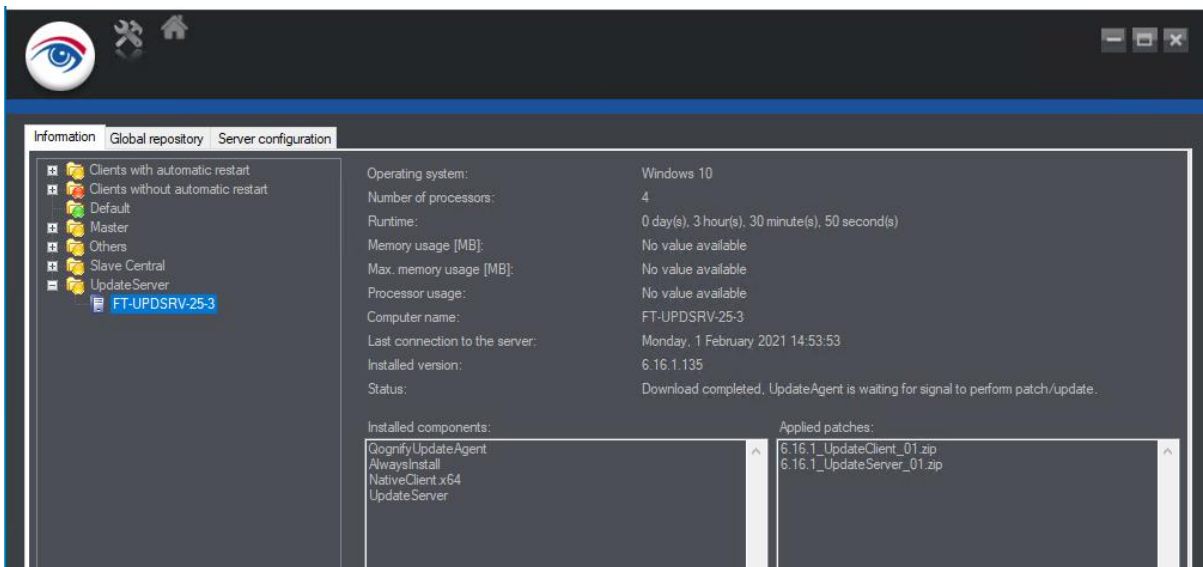 Information Global repository Server configuration
Clients with automatic restart
Clients without automatic restart
Default
Master
Others
Slave Central
UpdateServer
FT-UPDSRV-25-3
Operating system: Windows 10
Number of processors: 4
Runtime: 0 day(s), 3 hour(s), 30 minute(s), 50 second(s)
Memory usage [MB]: No value available
Max. memory usage [MB]: No value available
Processor usage: No value available
Computer name: FT-UPDSRV-25-3
Last connection to the server: Monday, 1 February 2021 14:53:53
Installed version: 6.16.1.135
Status: Download completed, UpdateAgent is waiting for signal to perform patch/update.
Installed components:
QognifyUpdateAgent
AlwaysInstall
NativeClient.x64
UpdateServer
Applied patches:
6.16.1_UpdateClient_01.zip
6.16.1_UpdateServer_01.zip